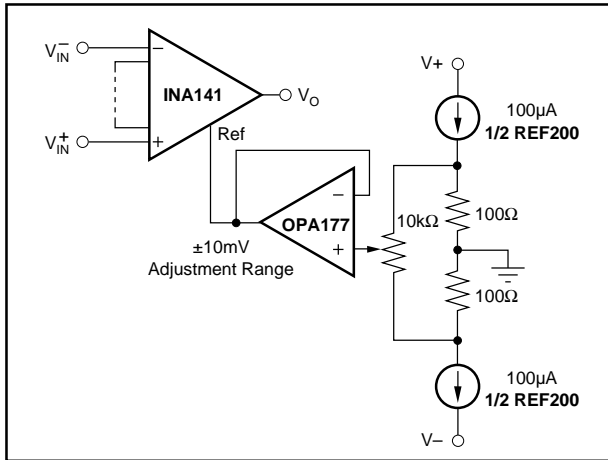 V⁻IN
−
INA141
VO
V⁺IN
+
Ref
V+
100µA
1/2 REF200
−
OPA177
+
10kΩ
100Ω
±10mV
Adjustment Range
100Ω
100µA
1/2 REF200
V–